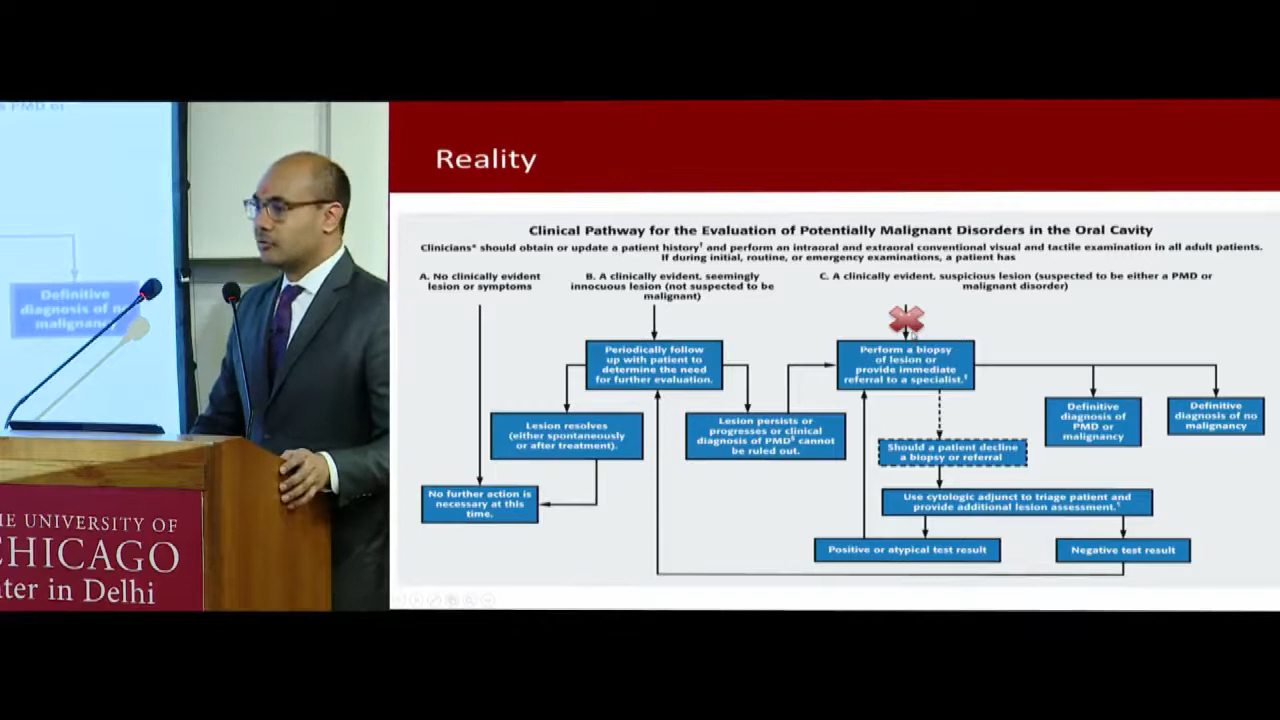 Reality
Clinical Pathway for the Evaluation of Potentially Malignant Disorders in the Oral Cavity
Clinicians* should obtain or update a patient history† and perform an intraoral and extraoral conventional visual and tactile examination in all adult patients.
If during initial, routine, or emergency examinations, a patient has
A. No clinically evident
lesion or symptoms
B. A clinically evident, seemingly
innocuous lesion (not suspected to be
malignant)
C. A clinically evident, suspicious lesion (suspected to be either a PMD or
malignant disorder)
Periodically follow
up with patient to
determine the need
for further evaluation.
Perform a biopsy
of lesion or
provide immediate
referral to a specialist.‡
Lesion resolves
(either spontaneously
or after treatment).
Lesion persists or
progresses or clinical
diagnosis of PMD§ cannot
be ruled out.
Definitive
diagnosis of
PMD or
malignancy
Definitive
diagnosis of no
malignancy
Should a patient decline
a biopsy or referral
No further action is
necessary at this
time.
Use cytologic adjunct to triage patient and
provide additional lesion assessment.¶
Positive or atypical test result
Negative test result
PMD or
Definitive
diagnosis of no
malignancy
HE UNIVERSITY OF
CHICAGO
nter in Delhi